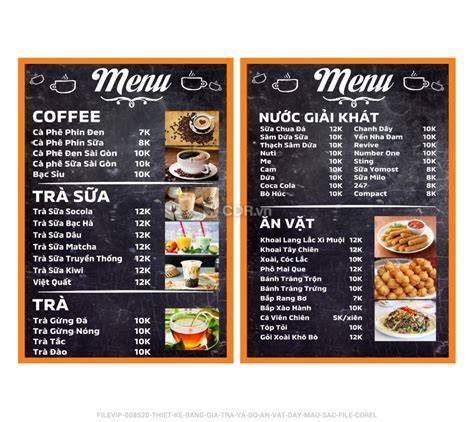 Menu
COFFEE
Cà Phê Phin Đen 7K
Cà Phê Phin Sữa 8K
Cà Phê Đen Sài Gòn 10K
Cà phê Sữa Sài Gòn 10K
Bạc Sỉu 10K
TRÀ SỮA
Trà Sữa Socola 12K
Trà Sữa Bạc Hà 12K
Trà Sữa Dâu 12K
Trà Sữa Matcha 12K
Trà Sữa Truyền Thống 12K
Trà Sữa Kiwi 12K
Việt Quất 12K
TRÀ
Trà Gừng Đá 10K
Trà Gừng Nóng 10K
Trà Tắc 10K
Trà Đào 10K
Menu
NƯỚC GIẢI KHÁT
Sữa Chua Đá 12K Chanh Dây 10K
Sâm Dứa Sữa 10K Yến Nha Đam 10K
Thạch Sâm Dứa 10K Revive 10K
Nuti 10K Number One 10K
Me 10K Sting 10K
Cam 10K Sữa Yomost 8K
Dừa 10K Sữa Milo 8K
Coca Cola 10K 247 8K
Bò Húc 10K Compact 8K
ĂN VẶT
Khoai Lang Lắc Xí Muội 12K
Khoai Tây Chiên 12K
Xoài, Cóc Lắc 10K
Phô Mai Que 12K
Bánh Tráng Trộn 10K
Bánh Tráng Trứng 10K
Bắp Rang Bơ 7K
Bắp Xào Hành 10K
Cá Viên Chiên 5K/xiên
Tóp Tỏi 10K
Gỏi Xoài Khô Bò 12K
CDR.vn
FILEVIP-008520-THIET-KE-BANG-GIA-TRA-VA-DO-AN-VAT-DAY-MAU-SAC-FILE-COREL